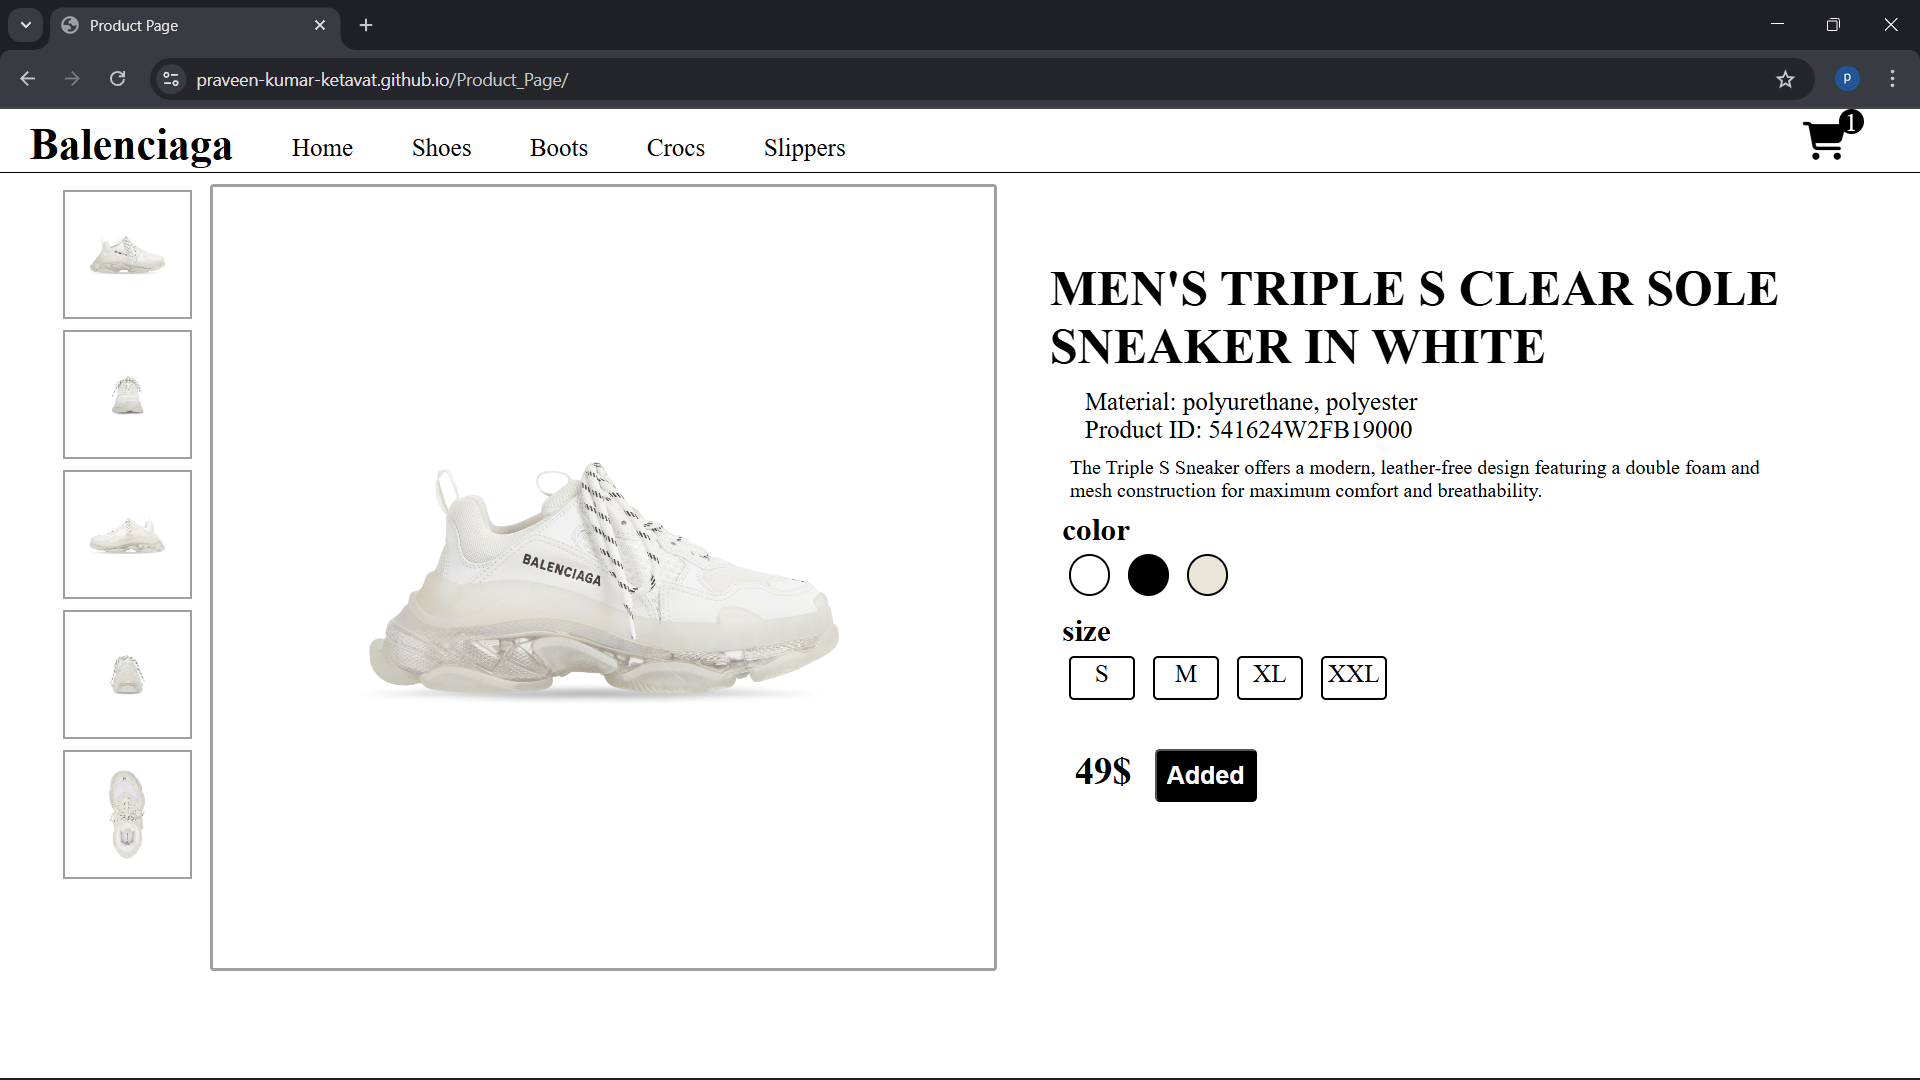 Product Page
praveen-kumar-ketavat.github.io/Product_Page/
p
Balenciaga
Home
Shoes
Boots
Crocs
Slippers
1
BALENCIAGA
MEN'S TRIPLE S CLEAR SOLE
SNEAKER IN WHITE
Material: polyurethane, polyester
Product ID: 541624W2FB19000
The Triple S Sneaker offers a modern, leather-free design featuring a double foam and
mesh construction for maximum comfort and breathability.
color
size
S
M
XL
XXL
49$
Added